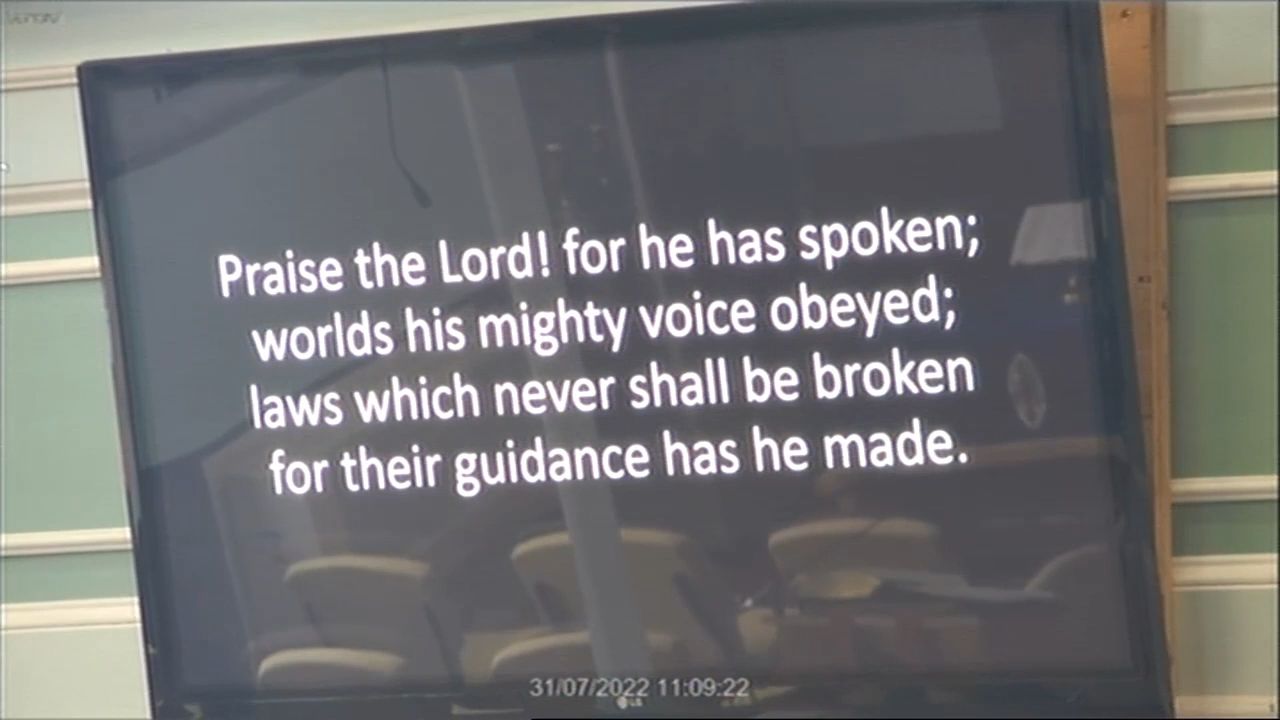 Praise the Lord! for he has spoken;
worlds his mighty voice obeyed;
laws which never shall be broken
for their guidance has he made.
31/07/2022 11:09:22
LG